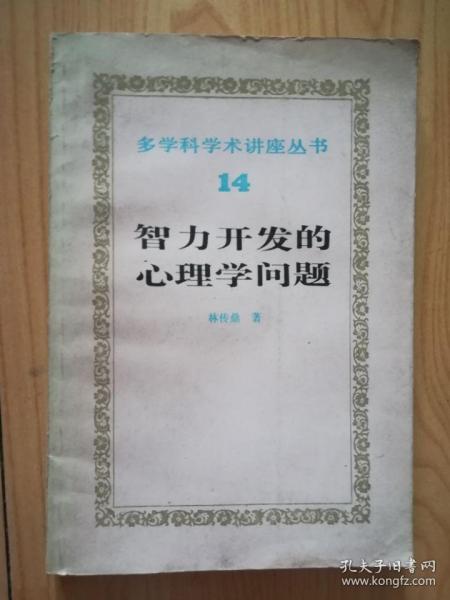 多学科学术讲座丛书
14
智力开发的
心理学问题
林传鼎 著
孔夫子旧书网
www.kongfz.com